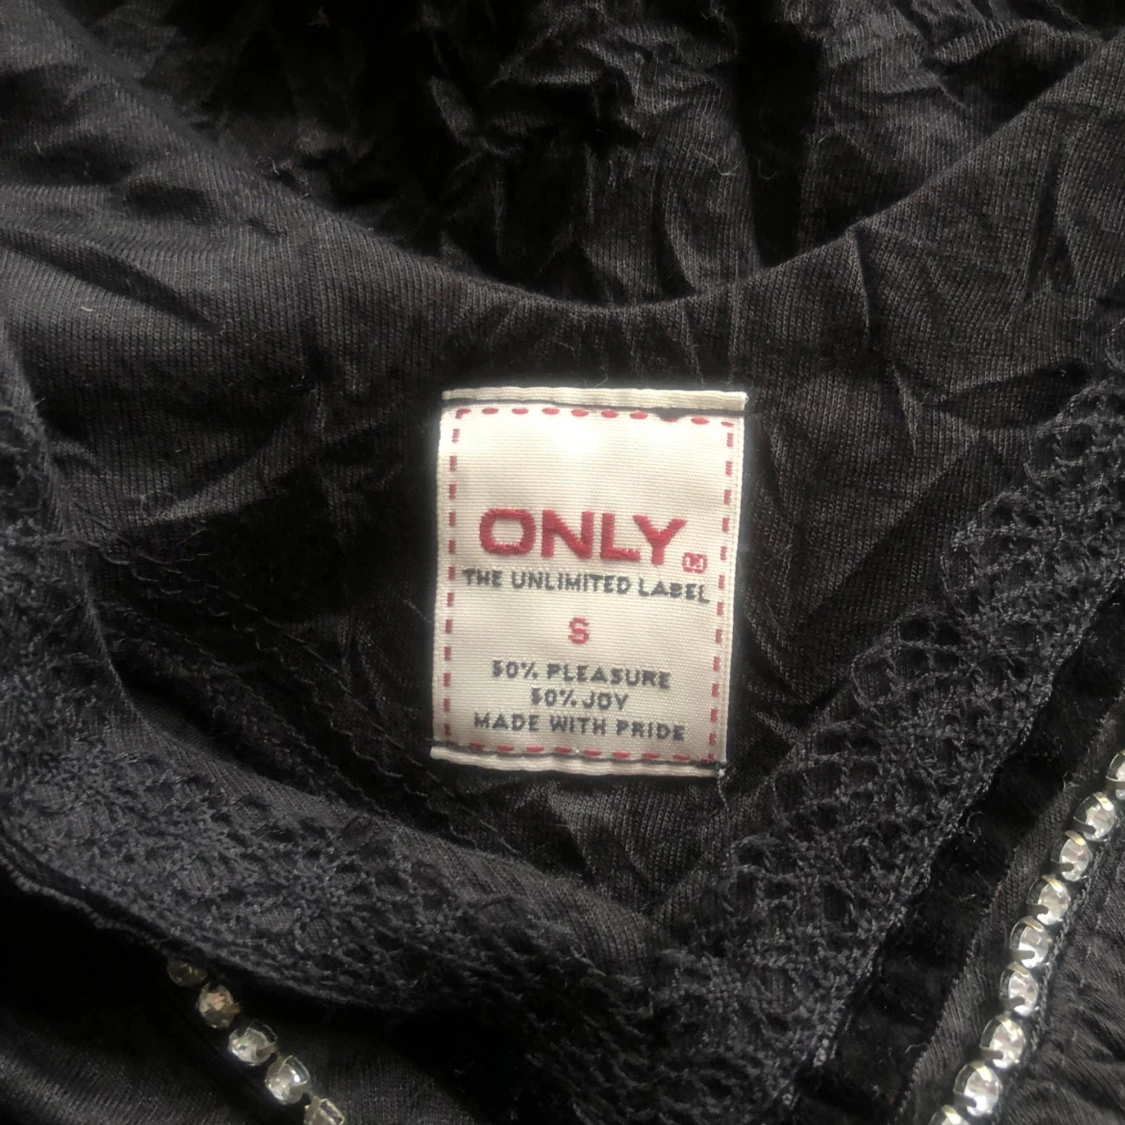 ONLY
THE UNLIMITED LABEL
S
50% PLEASURE
50% JOY
MADE WITH PRIDE